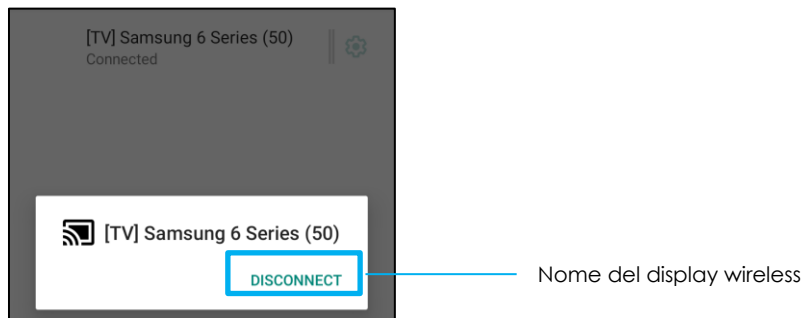 [TV] Samsung 6 Series (50)
Connected
[TV] Samsung 6 Series (50)
DISCONNECT
Nome del display wireless